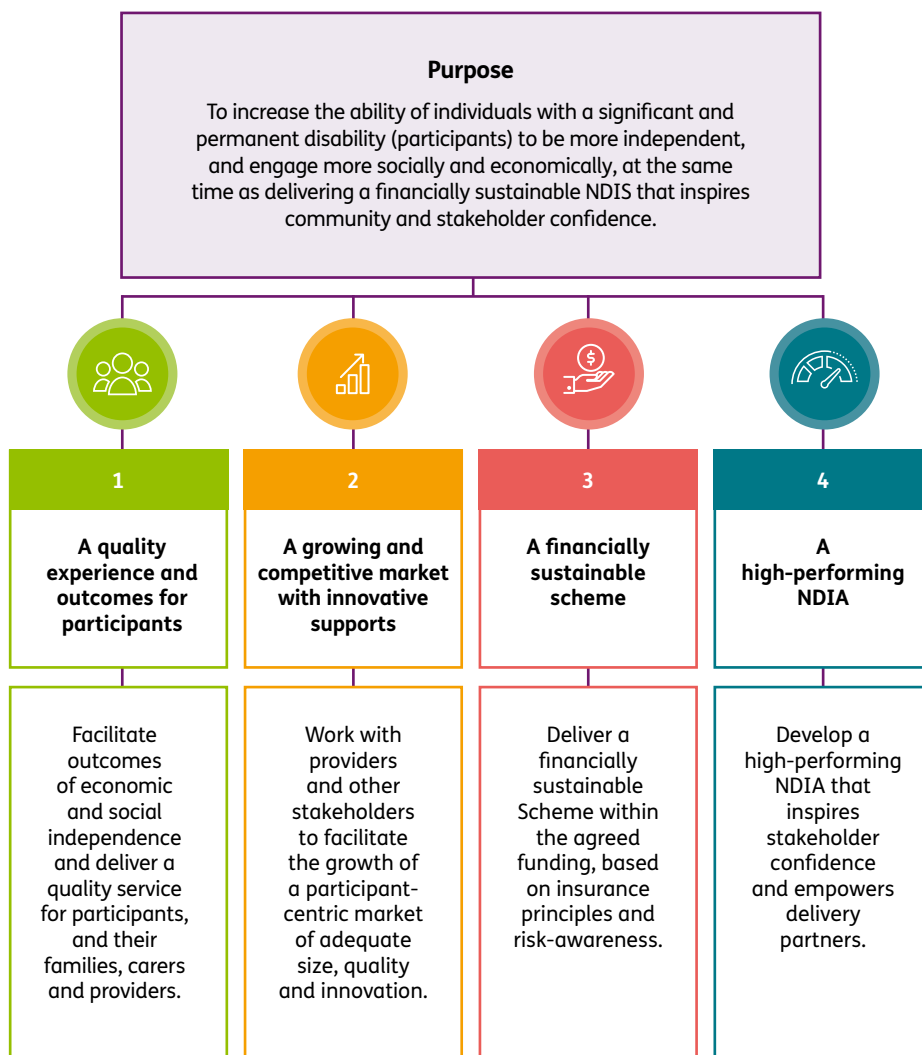 Purpose
To increase the ability of individuals with a significant and
permanent disability (participants) to be more independent,
and engage more socially and economically, at the same
time as delivering a financially sustainable NDIS that inspires
community and stakeholder confidence.
$
1
A quality
experience and
outcomes for
participants
Facilitate
outcomes
of economic
and social
independence
and deliver a
quality service
for participants,
and their
families, carers
and providers.
2
A growing and
competitive market
with innovative
supports
Work with
providers
and other
stakeholders
to facilitate
the growth of
a participant-
centric market
of adequate
size, quality
and innovation.
3
A financially
sustainable
scheme
Deliver a
financially
sustainable
Scheme within
the agreed
funding, based
on insurance
principles and
risk-awareness.
4
A
high-performing
NDIA
Develop a
high-performing
NDIA that
inspires
stakeholder
confidence
and empowers
delivery
partners.